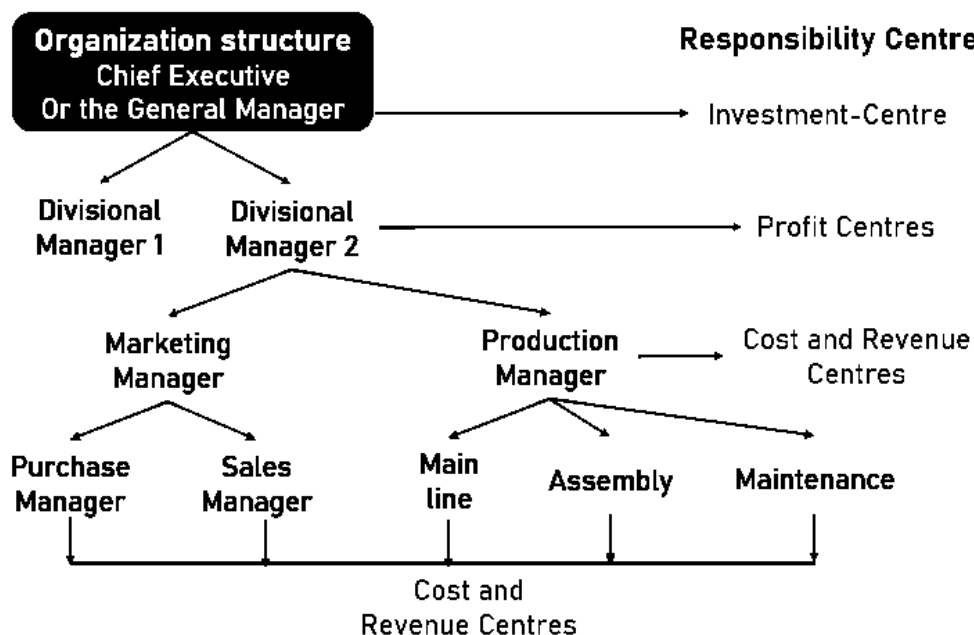 Organization structure
Chief Executive
Or the General Manager
Responsibility Centre
Investment-Centre
Divisional
Manager 1
Divisional
Manager 2
Profit Centres
Marketing
Manager
Production
Manager
Cost and Revenue
Centres
Purchase
Manager
Sales
Manager
Main
line
Assembly
Maintenance
Cost and
Revenue Centres